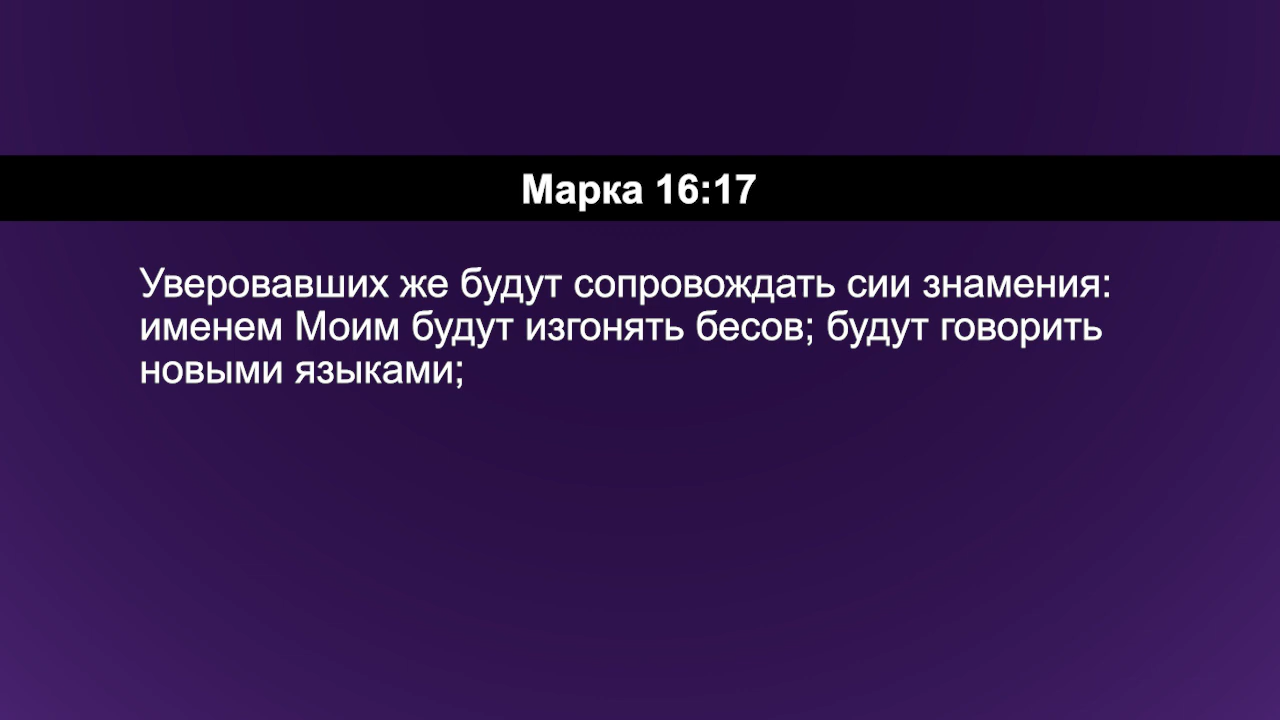 Марка 16:17
Уверовавших же будут сопровождать сии знамения:
именем Моим будут изгонять бесов; будут говорить
новыми языками;